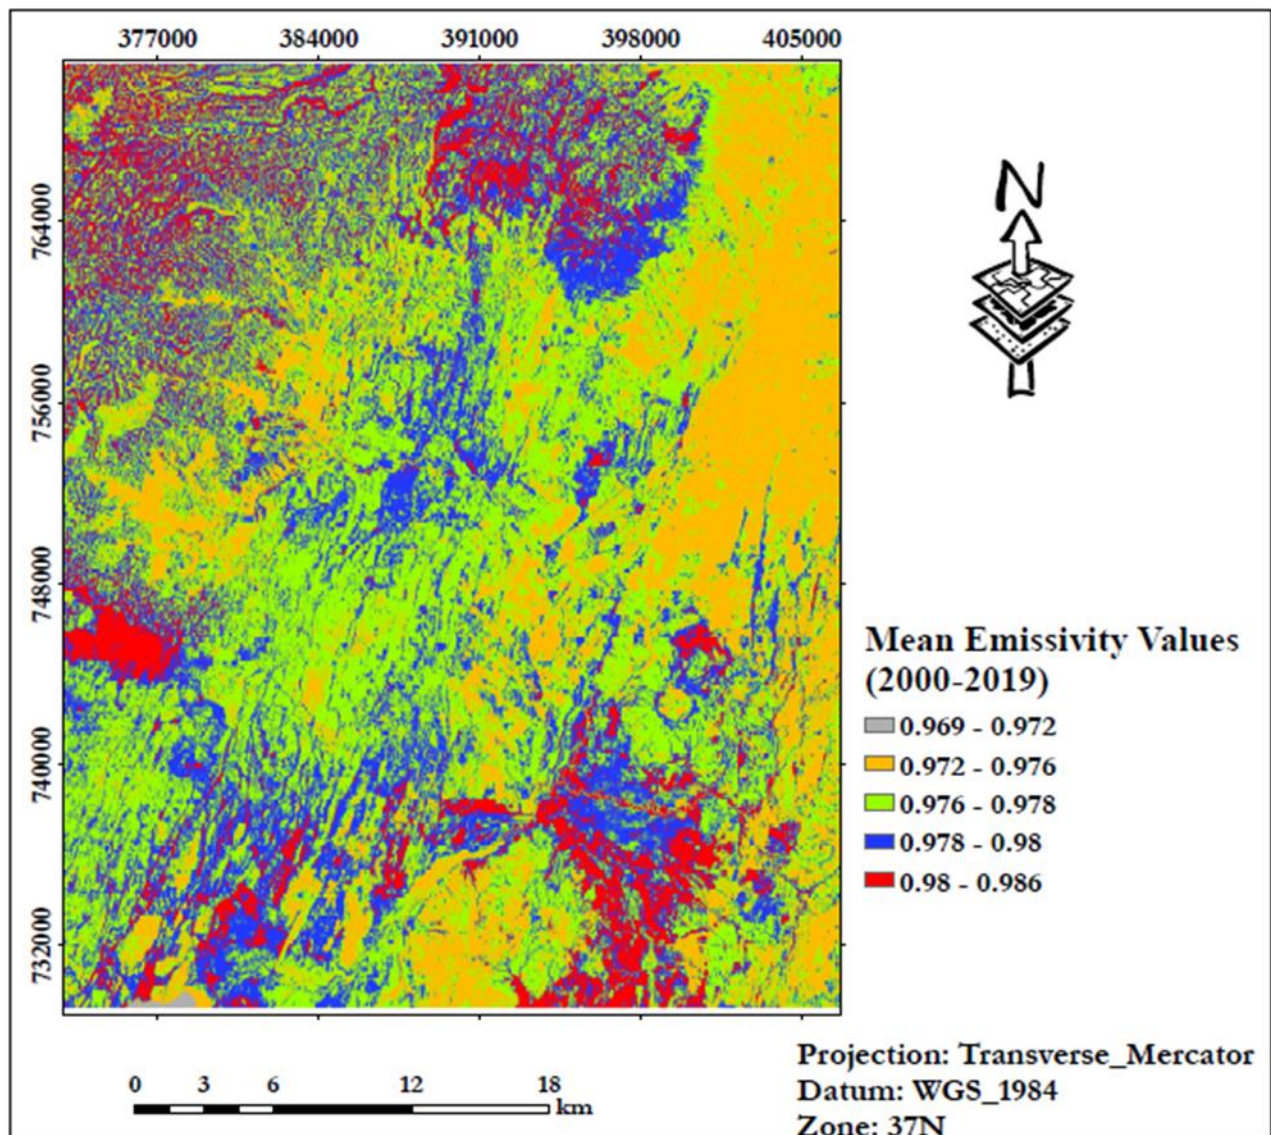 377000 384000 391000 398000 405000
764000
756000
748000
740000
732000
N
Mean Emissivity Values
(2000-2019)
0.969 - 0.972
0.972 - 0.976
0.976 - 0.978
0.978 - 0.98
0.98 - 0.986
0 3 6 12 18
km
Projection: Transverse_Mercator
Datum: WGS_1984
Zone: 37N